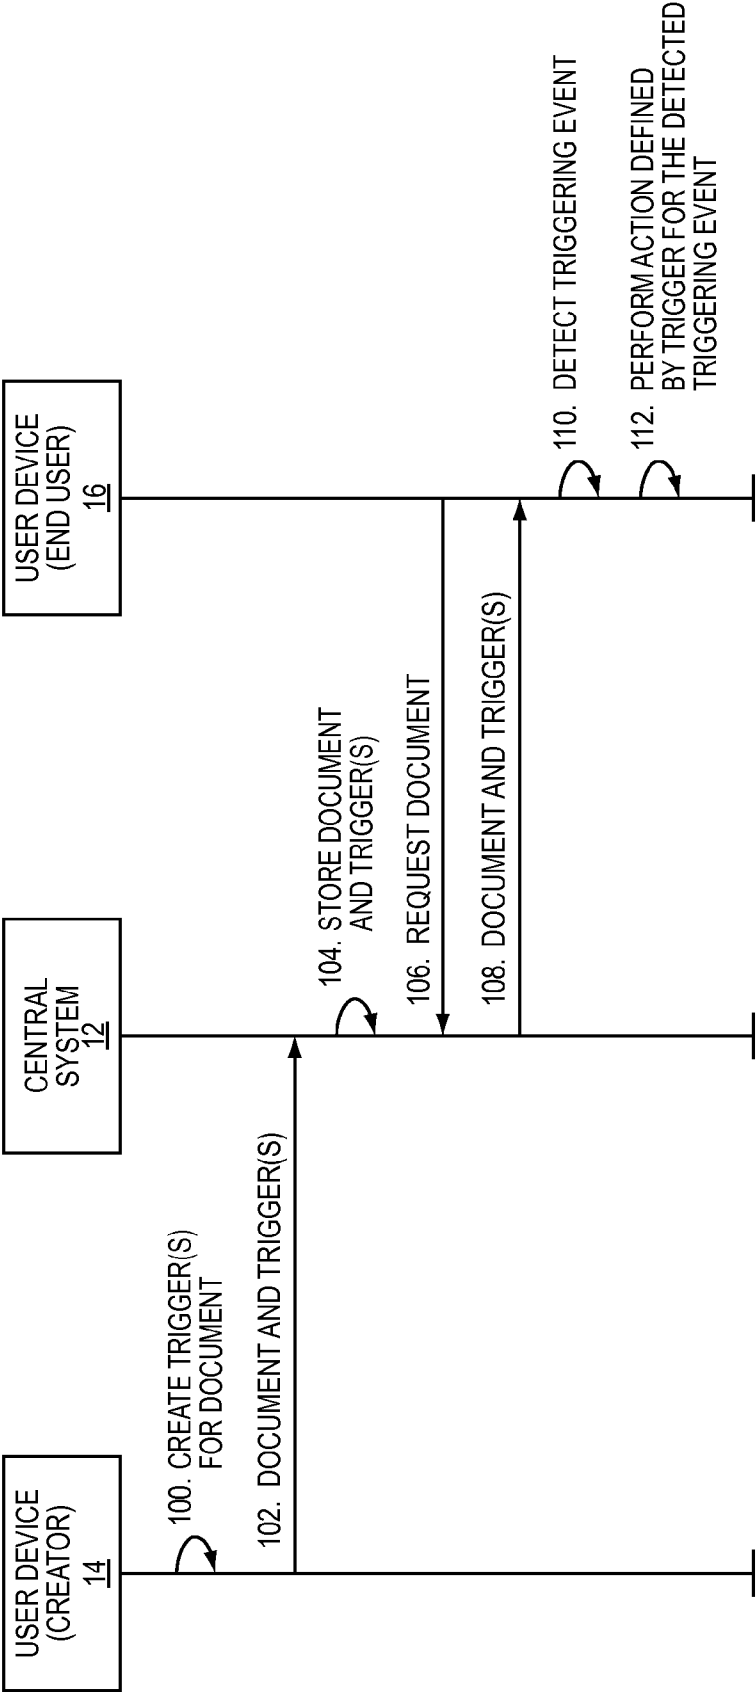 USER DEVICE
(CREATOR)
14
CENTRAL
SYSTEM
12
USER DEVICE
(END USER)
16
100. CREATE TRIGGER(S)
FOR DOCUMENT
102. DOCUMENT AND TRIGGER(S)
104. STORE DOCUMENT
AND TRIGGER(S)
106. REQUEST DOCUMENT
108. DOCUMENT AND TRIGGER(S)
110. DETECT TRIGGERING EVENT
112. PERFORM ACTION DEFINED
BY TRIGGER FOR THE DETECTED
TRIGGERING EVENT